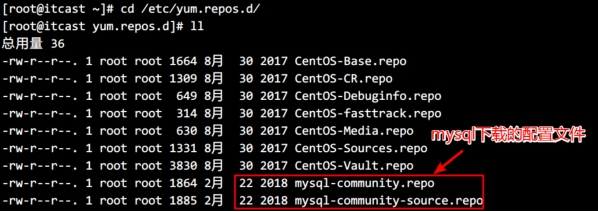 [root@itcast ~]# cd /etc/yum.repos.d/
[root@itcast yum.repos.d]# ll
总用量 36
-rw-r--r--. 1 root root 1664 8月  30 2017 CentOS-Base.repo
-rw-r--r--. 1 root root 1309 8月  30 2017 CentOS-CR.repo
-rw-r--r--. 1 root root  649 8月  30 2017 CentOS-Debuginfo.repo
-rw-r--r--. 1 root root  314 8月  30 2017 CentOS-fasttrack.repo
-rw-r--r--. 1 root root  630 8月  30 2017 CentOS-Media.repo
-rw-r--r--. 1 root root 1331 8月  30 2017 CentOS-Sources.repo
-rw-r--r--. 1 root root 3830 8月  30 2017 CentOS-Vault.repo
-rw-r--r--. 1 root root 1864 2月  22 2018 mysql-community.repo
-rw-r--r--. 1 root root 1885 2月  22 2018 mysql-community-source.repo
mysql下载的配置文件